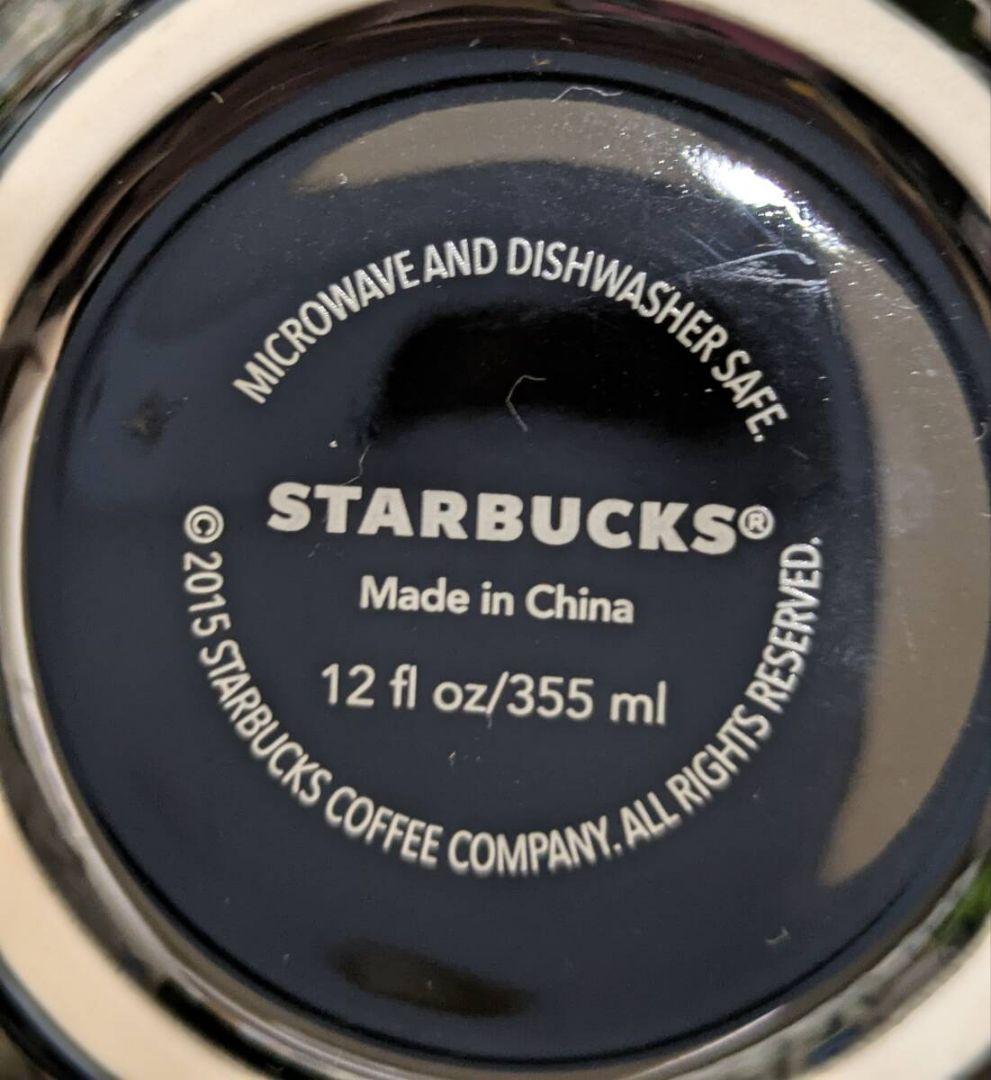 MICROWAVE AND DISHWASHER SAFE.
STARBUCKS®
Made in China
12 fl oz/355 ml
©2015 STARBUCKS COFFEE COMPANY. ALL RIGHTS RESERVED.